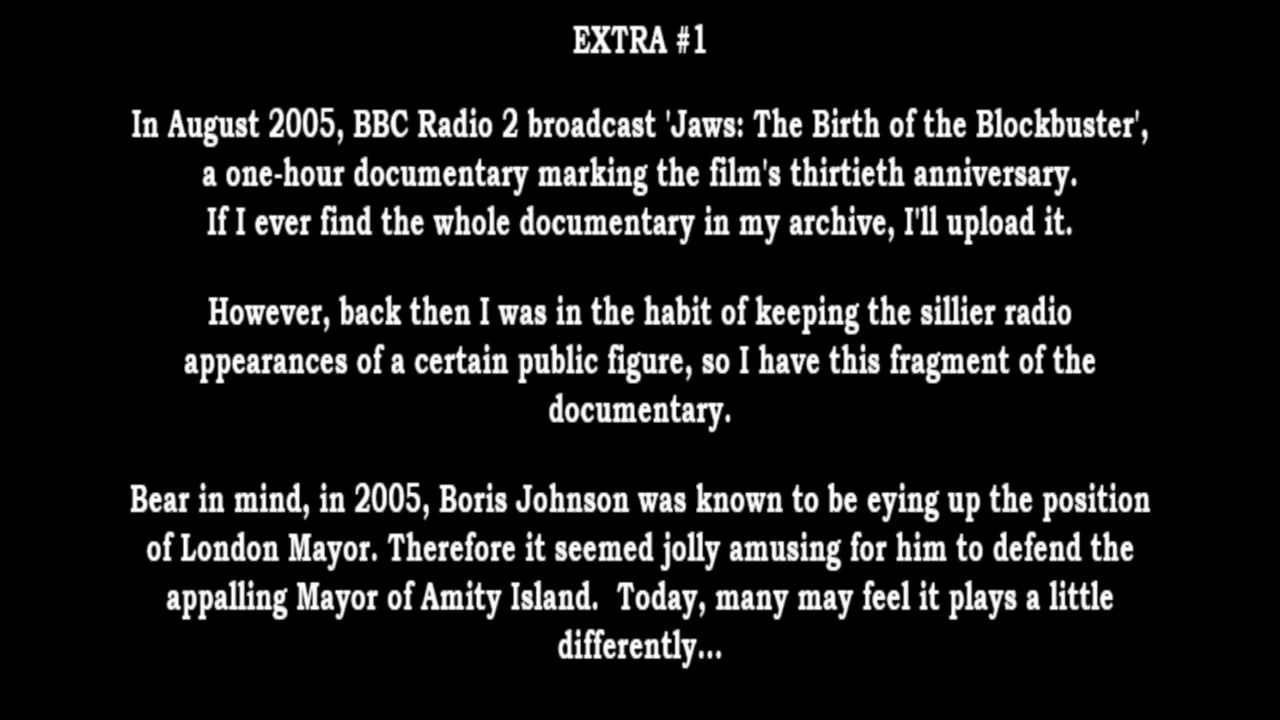 EXTRA #1
In August 2005, BBC Radio 2 broadcast 'Jaws: The Birth of the Blockbuster',
a one-hour documentary marking the film's thirtieth anniversary.
If I ever find the whole documentary in my archive, I'll upload it.
However, back then I was in the habit of keeping the sillier radio
appearances of a certain public figure, so I have this fragment of the
documentary.
Bear in mind, in 2005, Boris Johnson was known to be eying up the position
of London Mayor. Therefore it seemed jolly amusing for him to defend the
appalling Mayor of Amity Island.  Today, many may feel it plays a little
differently...